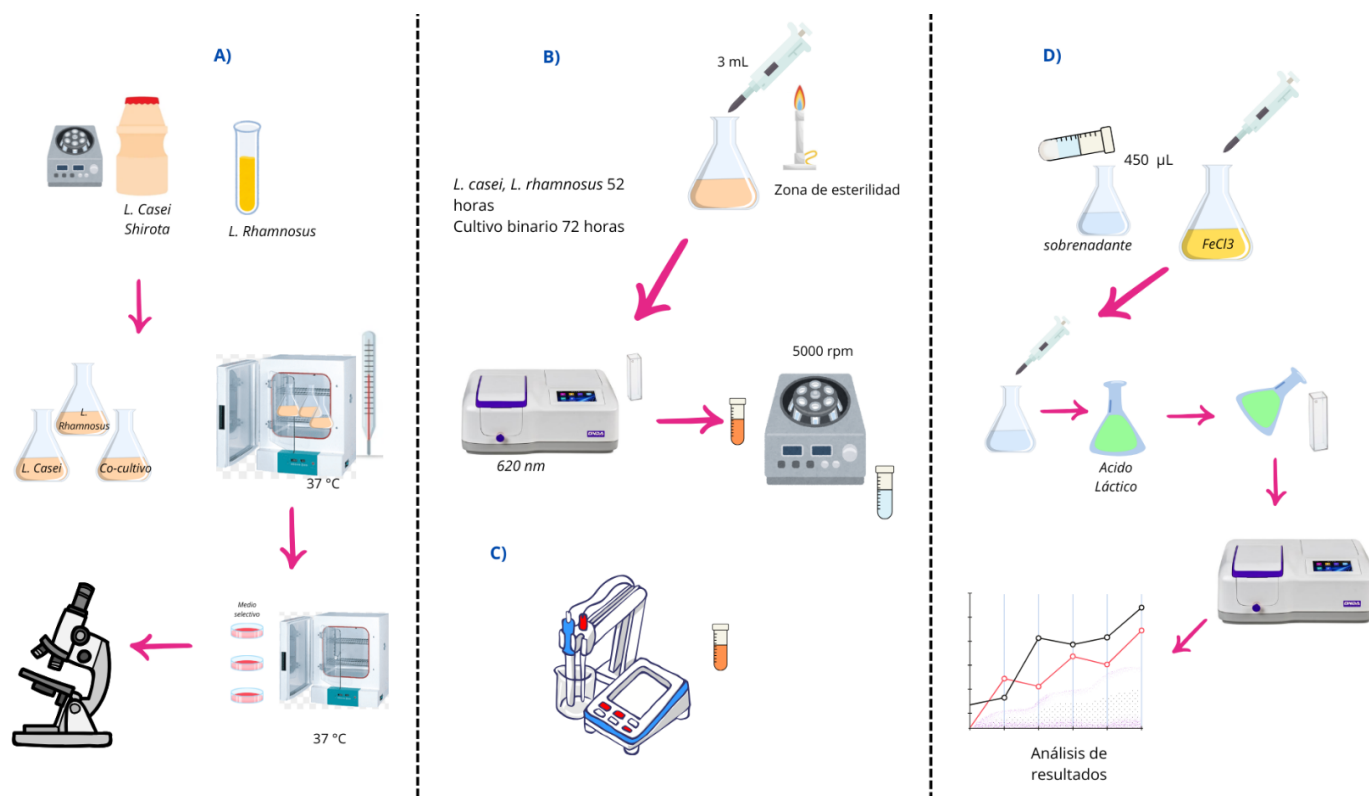 A)
L. Casei
Shirota
L. Rhamnosus
L.
Rhamnosus
L. Casei
Co-cultivo
37 °C
Medio
selectivo
37 °C
B)
3 mL
L. casei, L. rhamnosus 52
horas
Cultivo binario 72 horas
Zona de esterilidad
620 nm
5000 rpm
C)
D)
450 µL
sobrenadante
FeCl3
Acido
Láctico
Análisis de
resultados